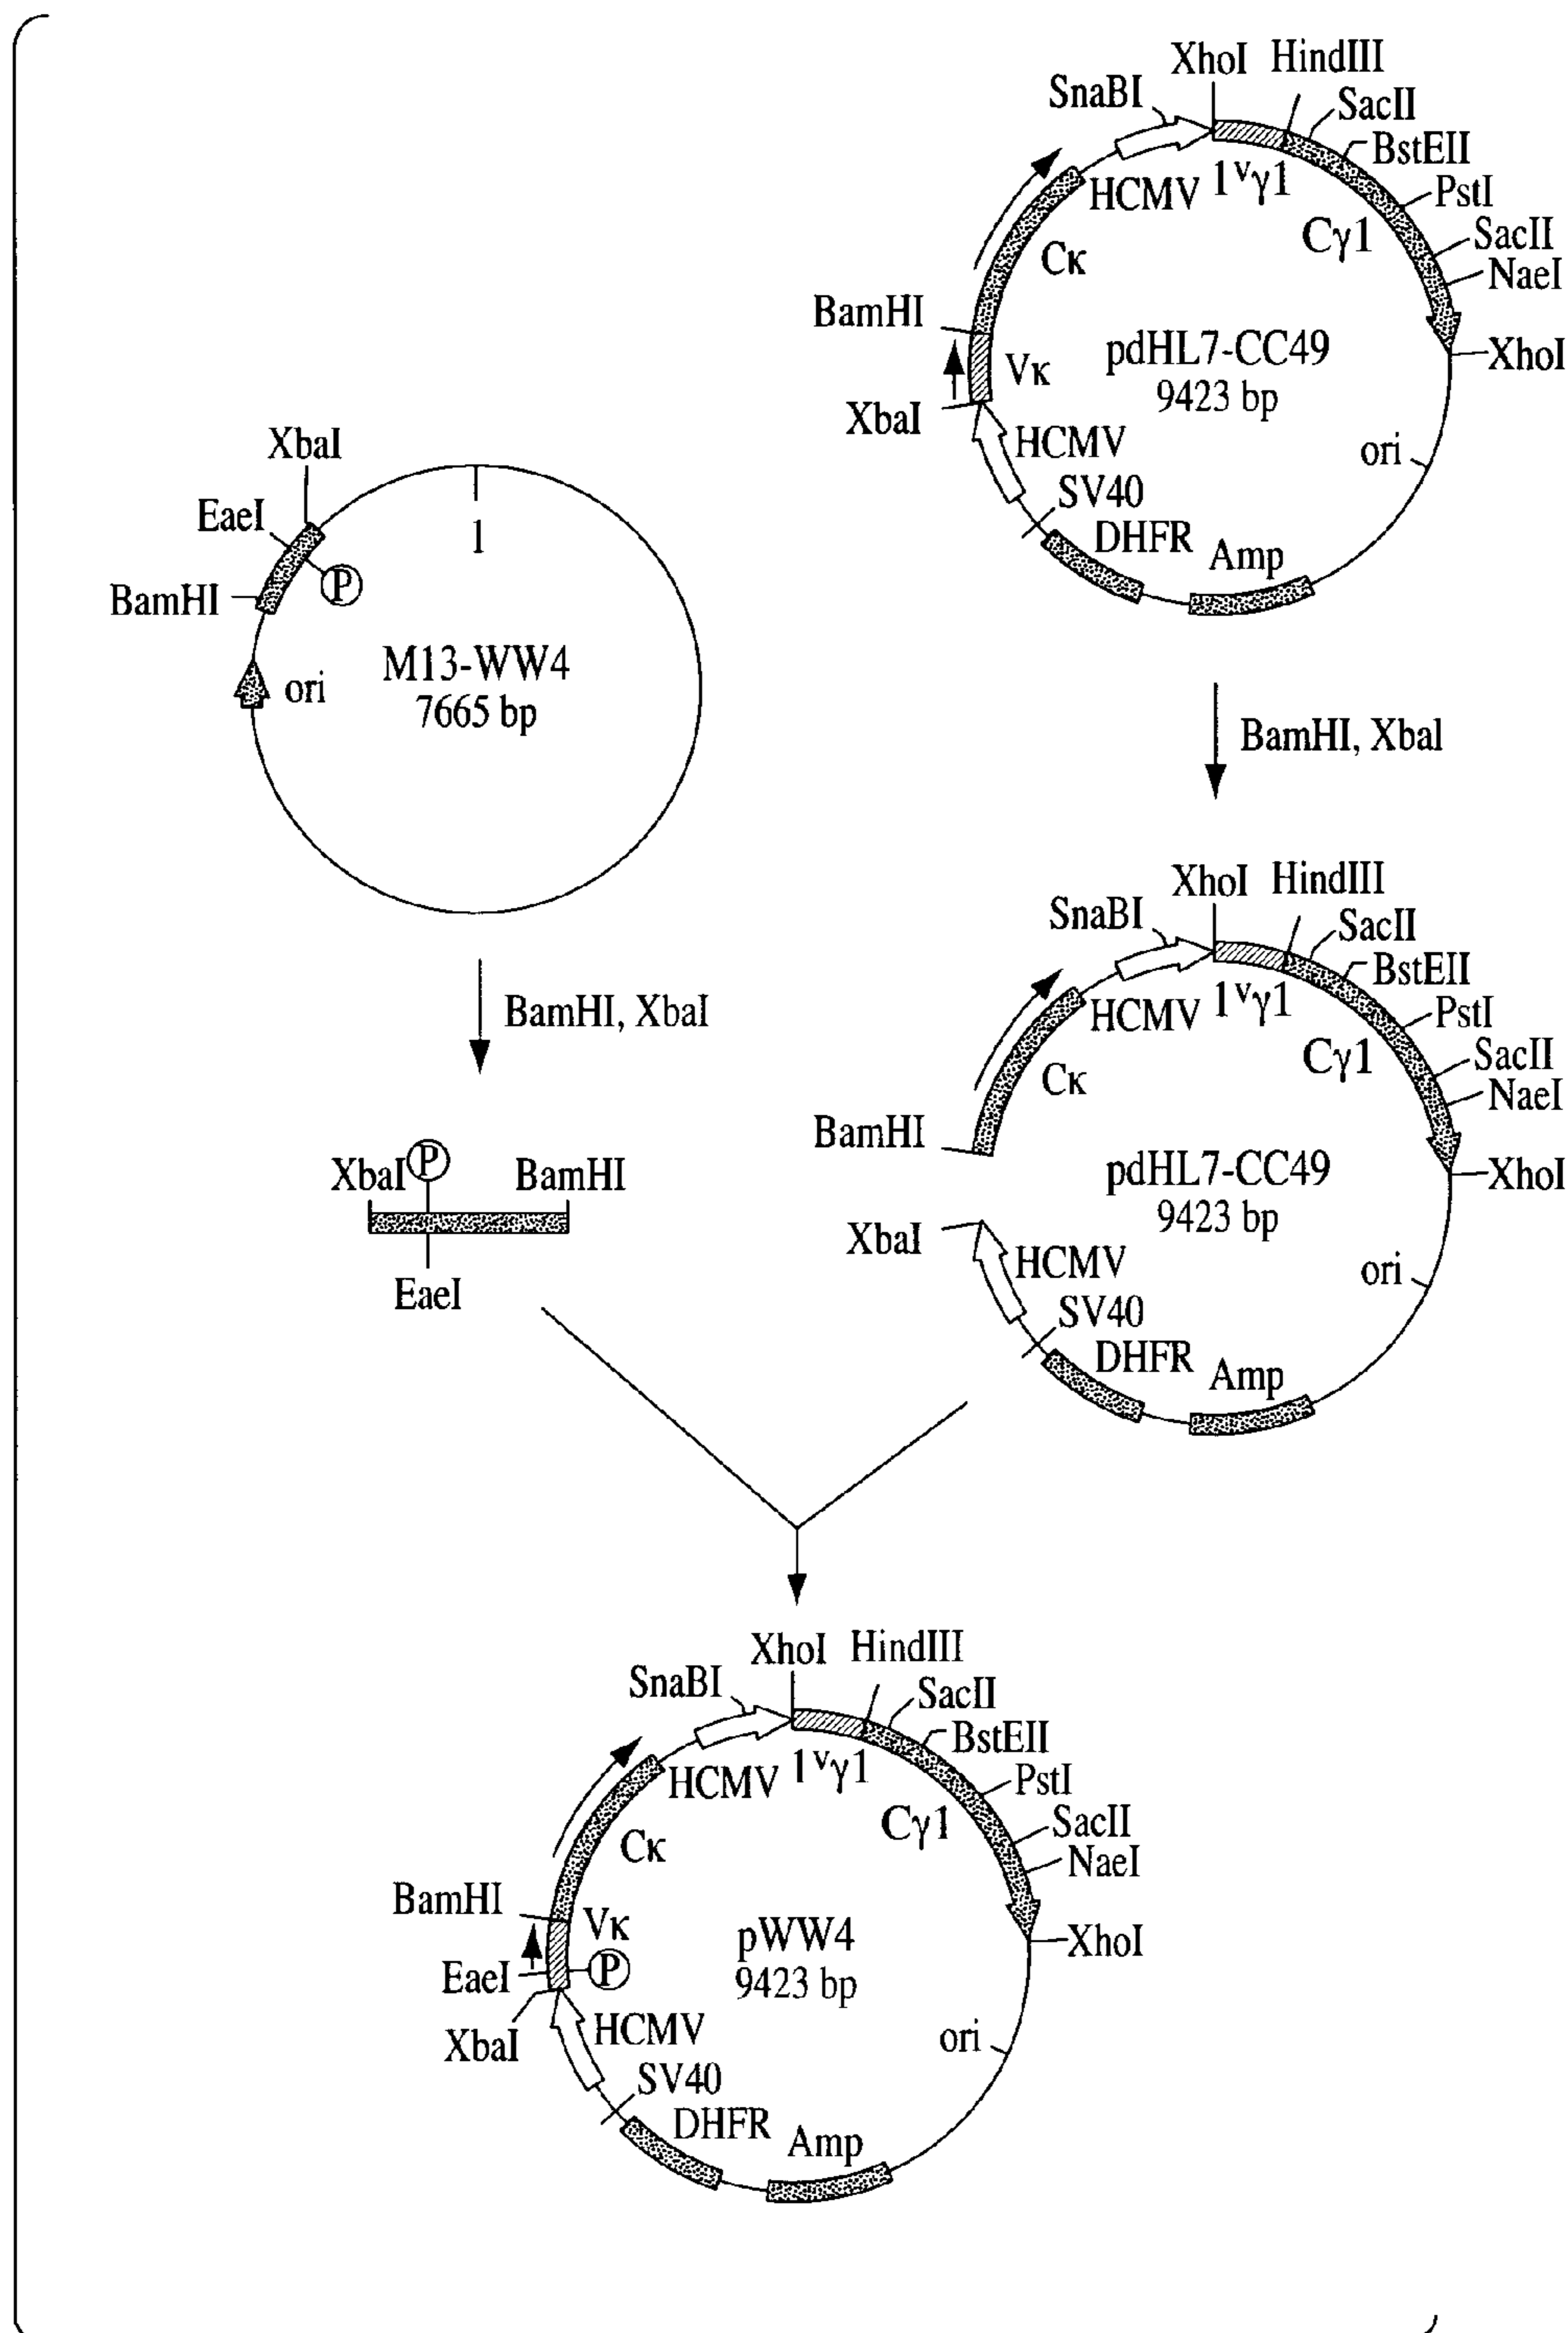 XhoI HindIII
SnaBI
SacII
BstEII
HCMV 1ᵛγ1
PstI
Cγ1
SacII
Cκ
NaeI
BamHI
pdHL7-CC49
9423 bp
XhoI
Vκ
XbaI
HCMV
ori
SV40
DHFR
Amp
XbaI
EaeI
1
P
BamHI
M13-WW4
7665 bp
ori
BamHI, XbaI
BamHI, XbaI
XbaI
P
BamHI
EaeI
XhoI HindIII
SnaBI
SacII
BstEII
HCMV 1ᵛγ1
PstI
Cγ1
SacII
Cκ
NaeI
BamHI
pdHL7-CC49
9423 bp
XhoI
XbaI
HCMV
ori
SV40
DHFR
Amp
XhoI HindIII
SnaBI
SacII
BstEII
HCMV 1ᵛγ1
PstI
Cγ1
SacII
Cκ
NaeI
BamHI
Vκ
pWW4
9423 bp
XhoI
EaeI
P
XbaI
HCMV
ori
SV40
DHFR
Amp